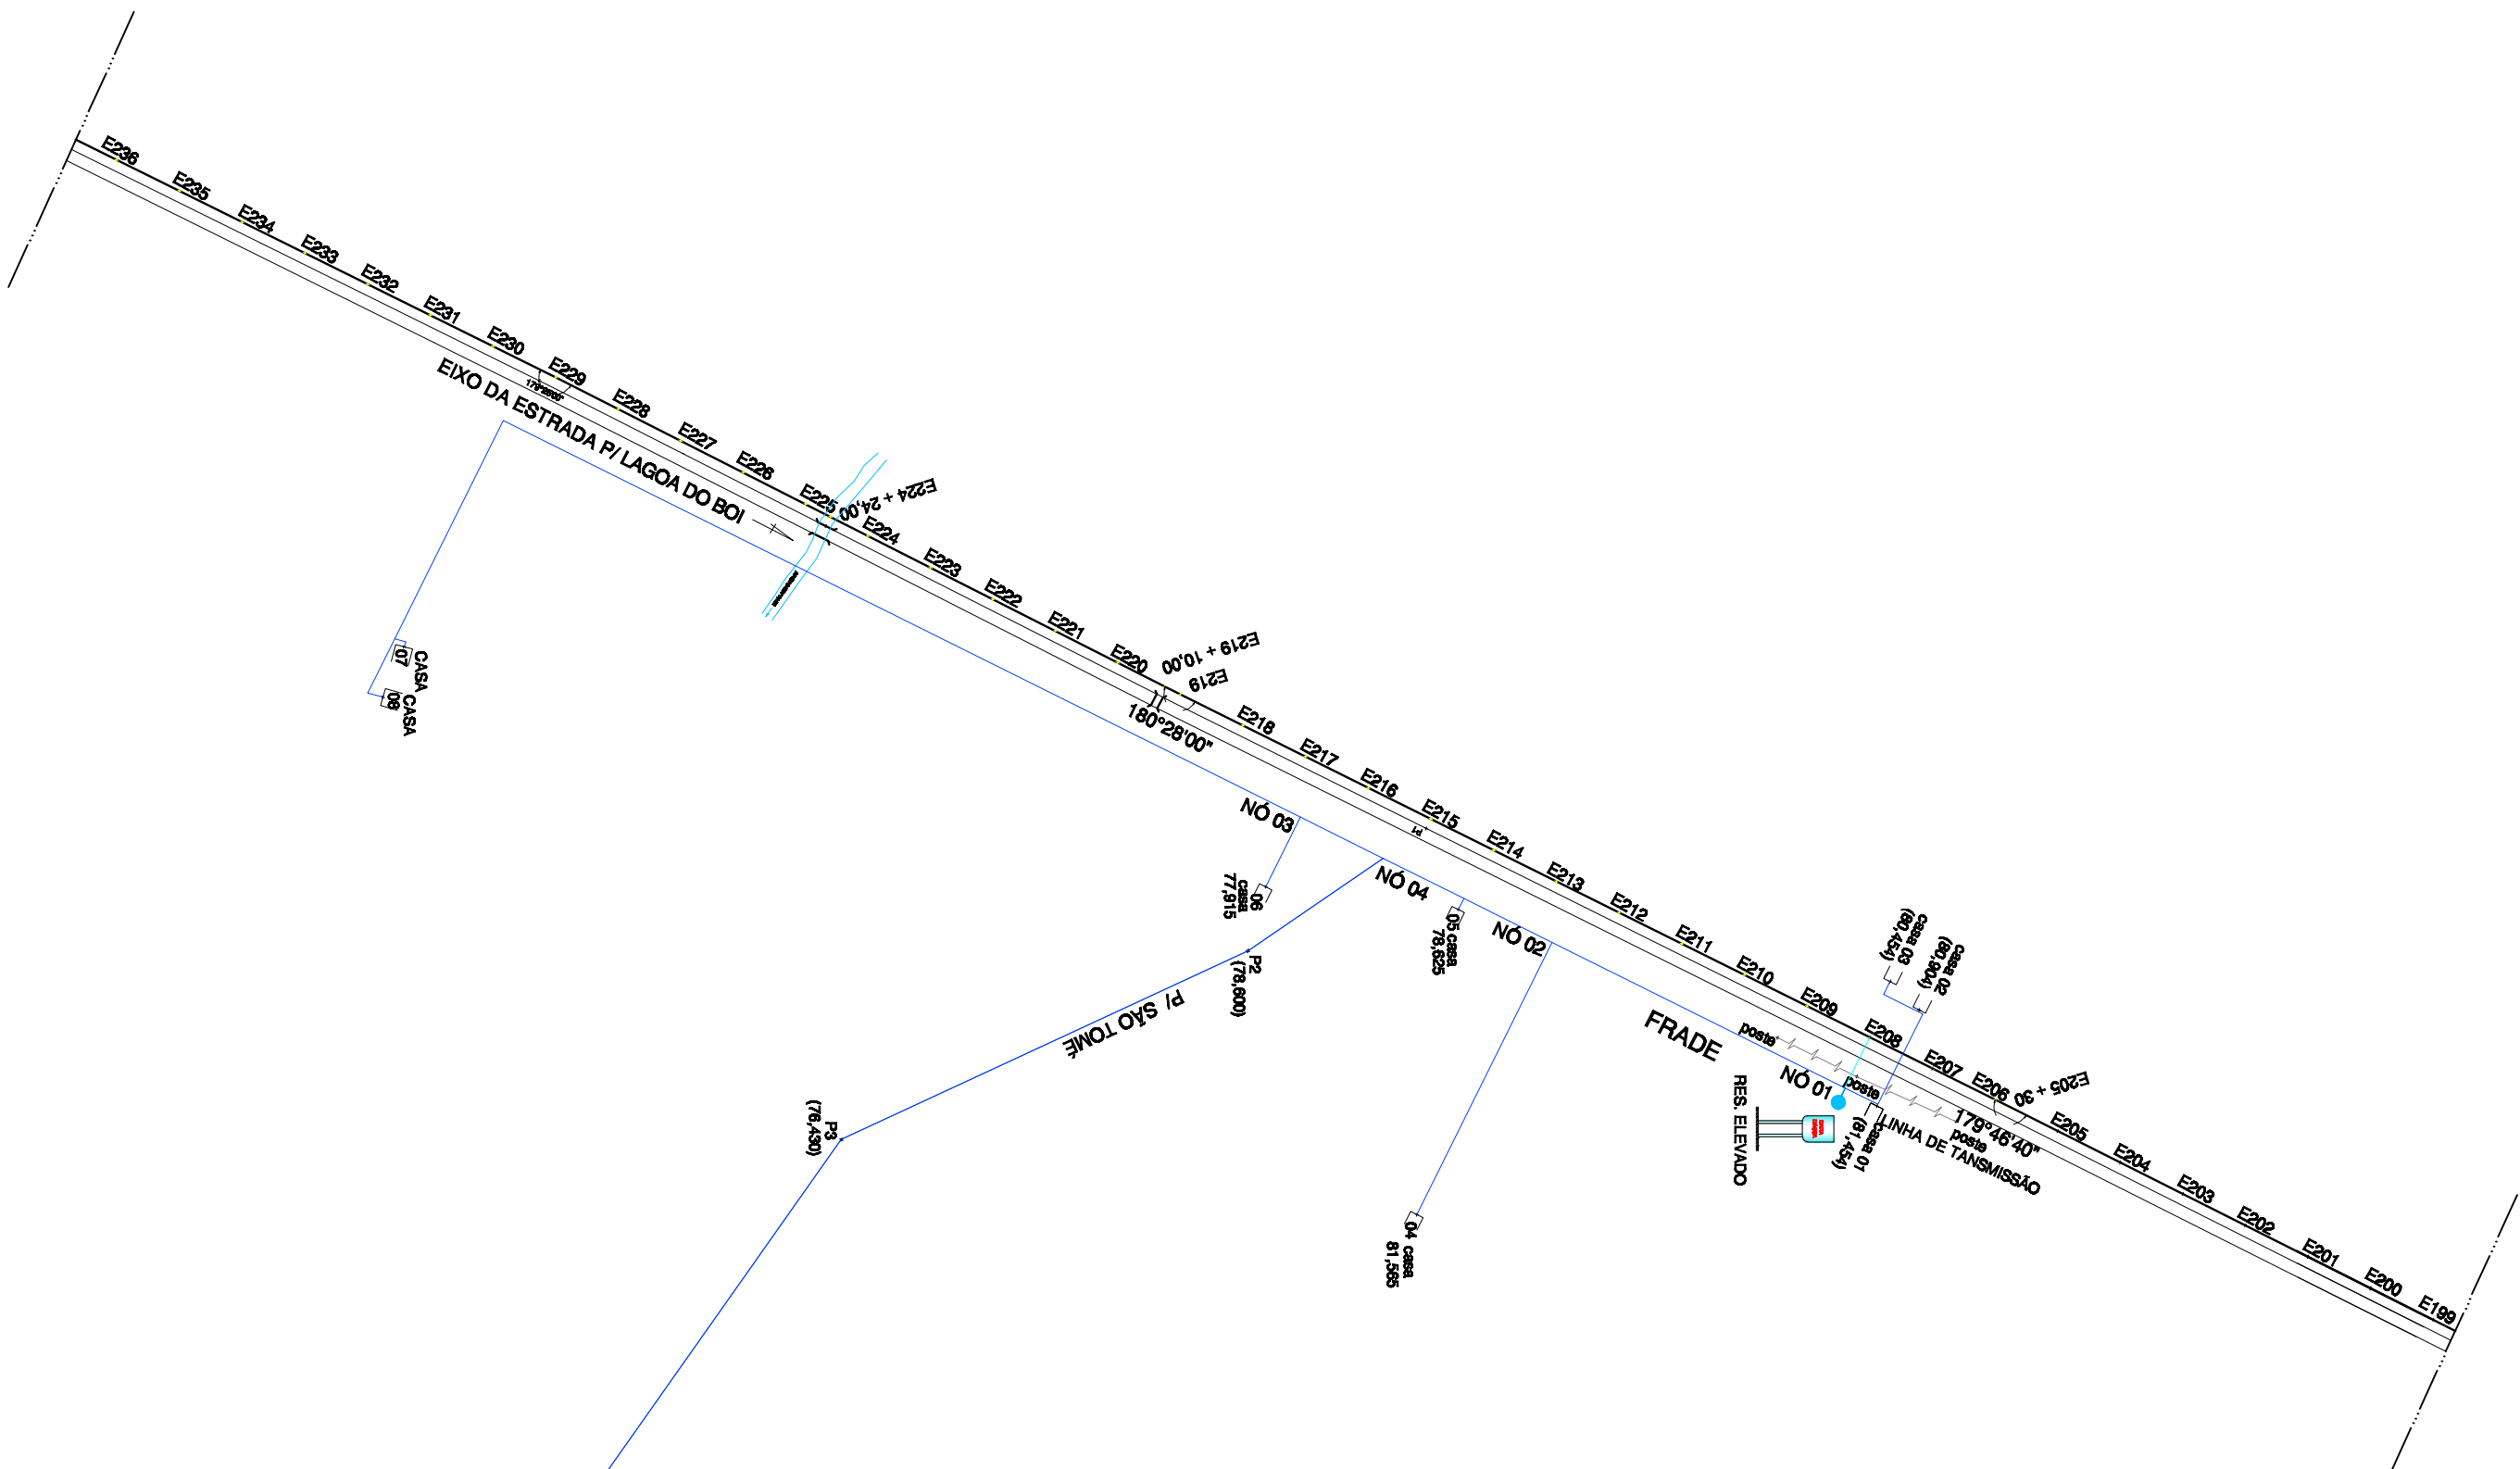 E236
E235
E234
E233
E232
E231
E230
E229
E228
E227
E226
E225
E224 + 24,00
E224
E223
E222
E221
E220
E219 + 10,00
E219
E218
E217
E216
E215
E214
E213
E212
E211
E210
E209
E208
E207
E206
E205 + 30
E205
E204
E203
E202
E201
E200
E199
EIXO DA ESTRADA P/ LAGOA DO BOI
180°28'00"
P1
179°46'40"
CASA
07
CASA
08
NÓ 03
06
casa
77,915
NÓ 04
05 casa
78,625
NÓ 02
04 casa
81,565
P2
(78,600)
P/ SÃO TOMÉ
P3
(76,430)
FRADE
casa 03
(80,454)
casa 02
(80,904)
poste
poste
poste
NÓ 01
casa 01
(81,454)
LINHA DE TANSMISSÃO
RES. ELEVADO